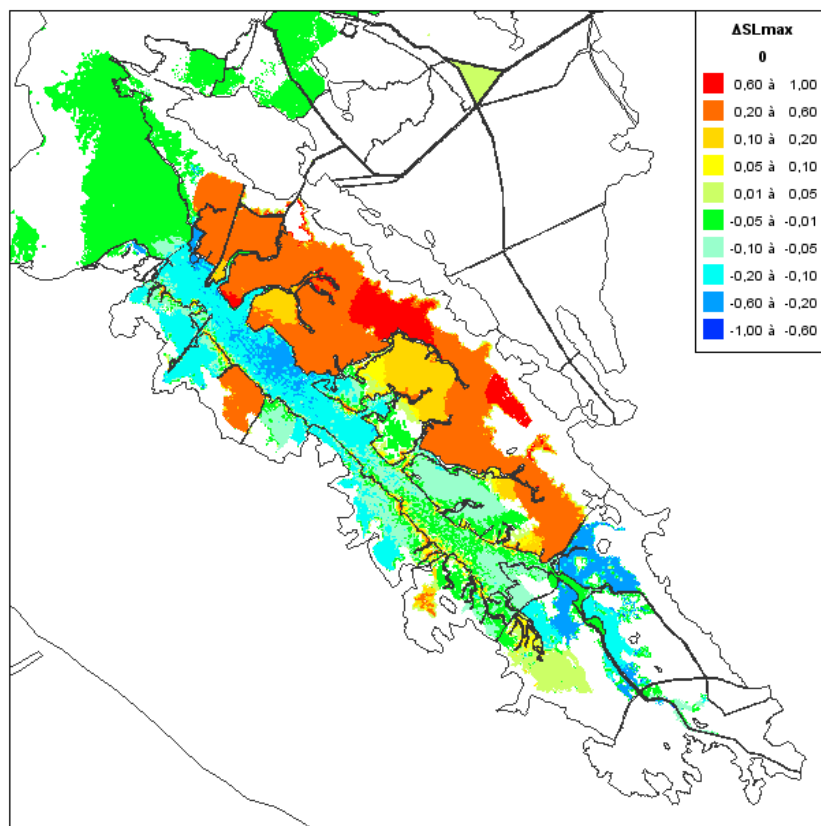 ΔSLmax
0
0,60 à 1,00
0,20 à 0,60
0,10 à 0,20
0,05 à 0,10
0,01 à 0,05
-0,05 à -0,01
-0,10 à -0,05
-0,20 à -0,10
-0,60 à -0,20
-1,00 à -0,60